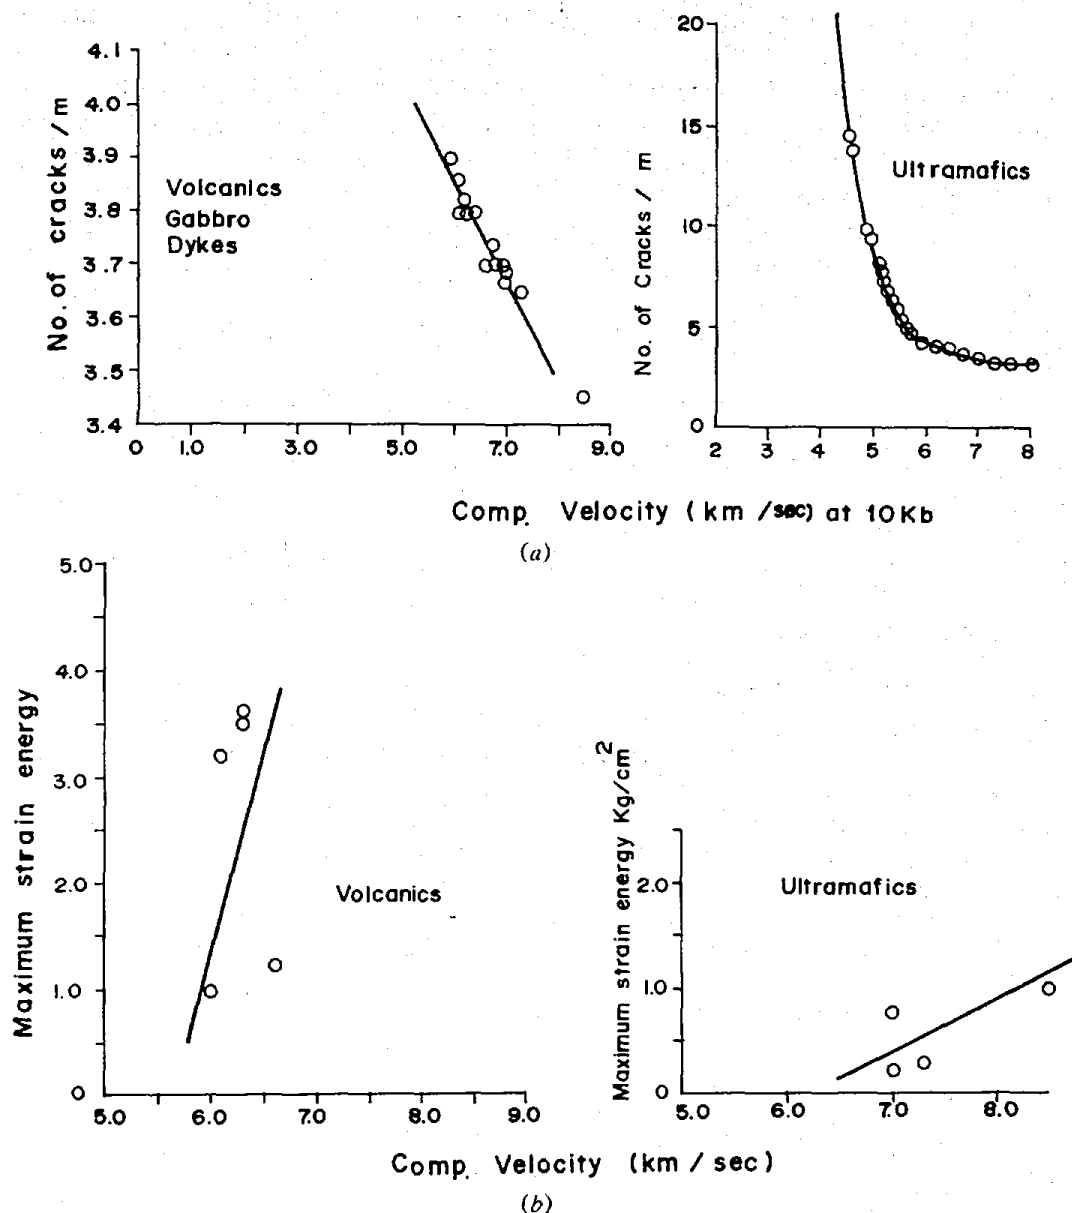 4.1
4.0
3.9
3.8
3.7
3.6
3.5
3.4
No. of cracks / m
Volcanics
Gabbro
Dykes
0 1.0 3.0 5.0 7.0 9.0
20
15
10
5
0
No. of Cracks / m
Ultramafics
2 3 4 5 6 7 8
Comp. Velocity ( km /sec) at 10 Kb
(a)
5.0
4.0
3.0
2.0
1.0
0
Maximum strain energy
Volcanics
5.0 6.0 7.0 8.0 9.0
2.0
1.0
0
Maximum strain energy Kg/cm2
Ultramafics
5.0 6.0 7.0 8.0
Comp. Velocity (km / sec)
(b)